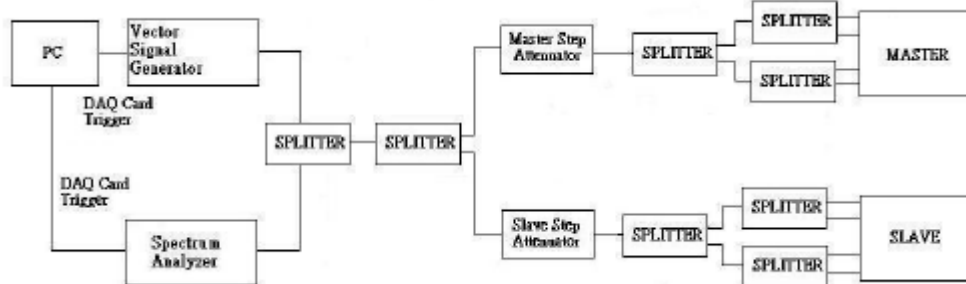 PC
Vector
Signal
Generator
DAQ Card
Trigger
DAQ Card
Trigger
Spectrum
Analyzer
SPLITTER
SPLITTER
Master Step
Attenuator
SPLITTER
SPLITTER
SPLITTER
MASTER
Slave Step
Attenuator
SPLITTER
SPLITTER
SPLITTER
SLAVE